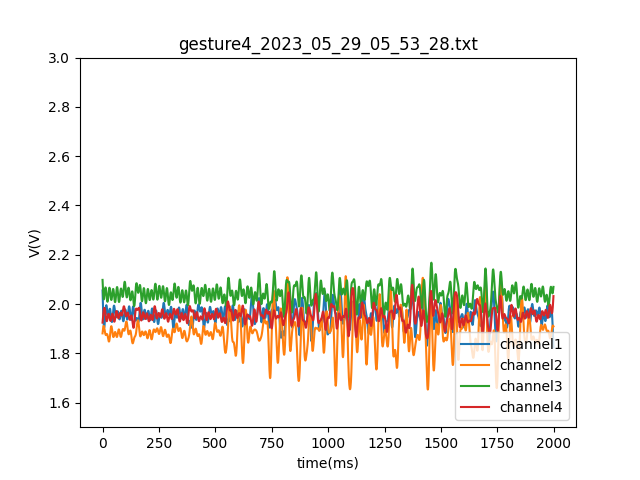 gesture4_2023_05_29_05_53_28.txt
3.0
2.8
2.6
2.4
2.2
2.0
1.8
1.6
V(V)
channel1
channel2
channel3
channel4
0 250 500 750 1000 1250 1500 1750 2000
time(ms)